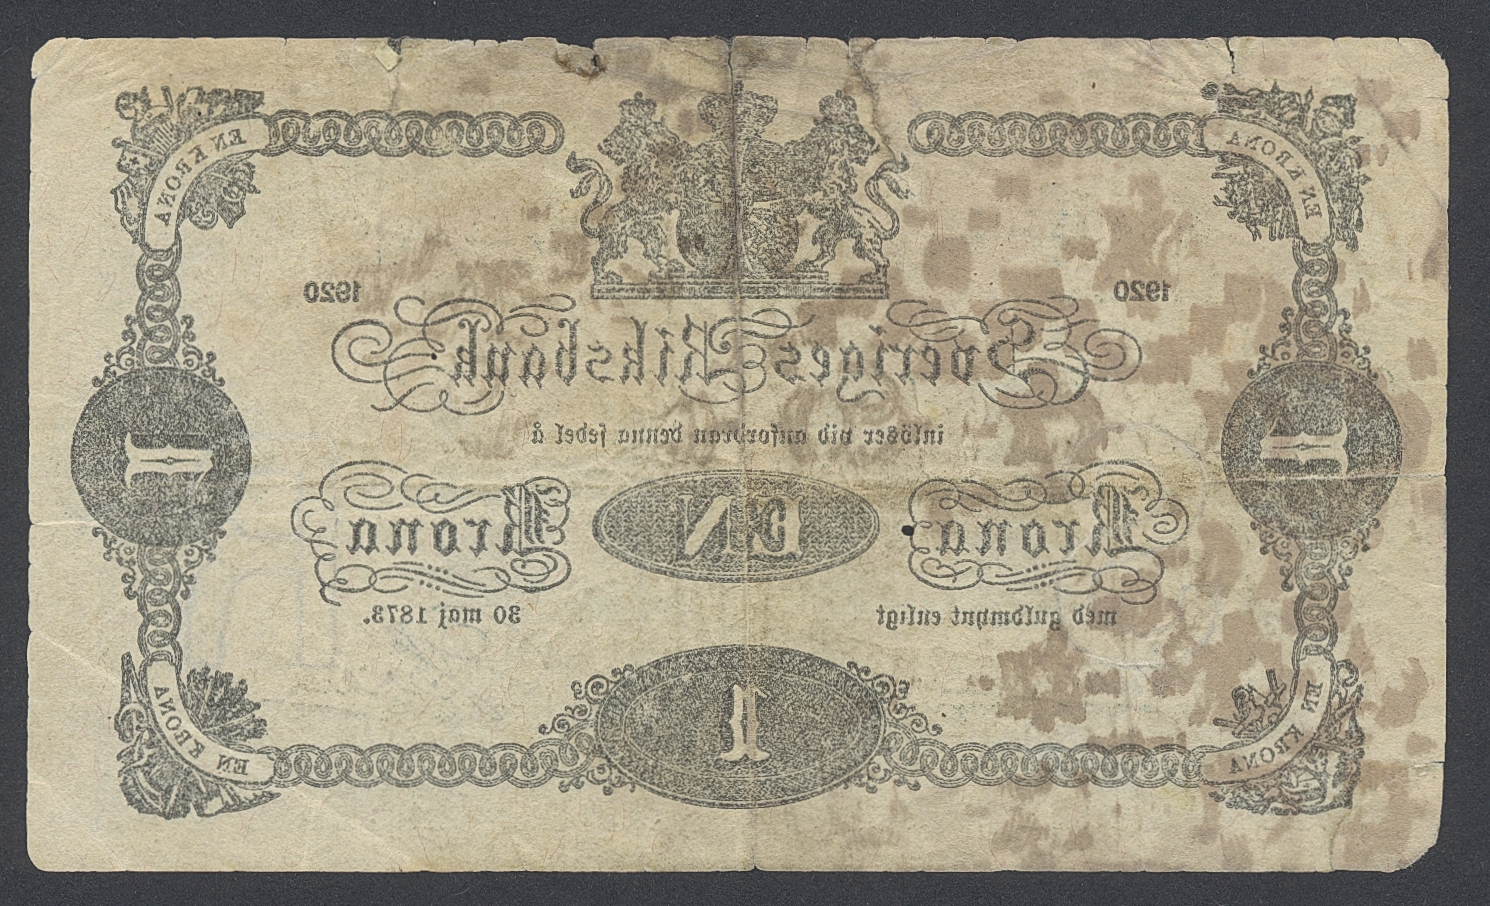 EN KRONA
EN KRONA
1920 1920
Sveriges Riksbank
inlöser vid anfordran denna sedel å
1 1
Krona EN Krona
med guldmynt enligt 30 maj 1873.
1
EN KRONA
EN KRONA